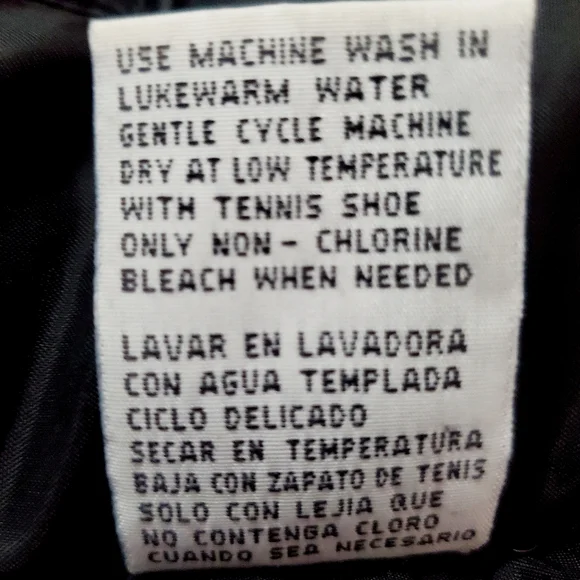 USE MACHINE WASH IN
LUKEWARM WATER
GENTLE CYCLE MACHINE
DRY AT LOW TEMPERATURE
WITH TENNIS SHOE
ONLY NON - CHLORINE
BLEACH WHEN NEEDED
LAVAR EN LAVADORA
CON AGUA TEMPLADA
CICLO DELICADO
SECAR EN TEMPERATURA
BAJA CON ZAPATO DE TENIS
SOLO CON LEJIA QUE
NO CONTENGA CLORO
CUANDO SEA NECESARIO